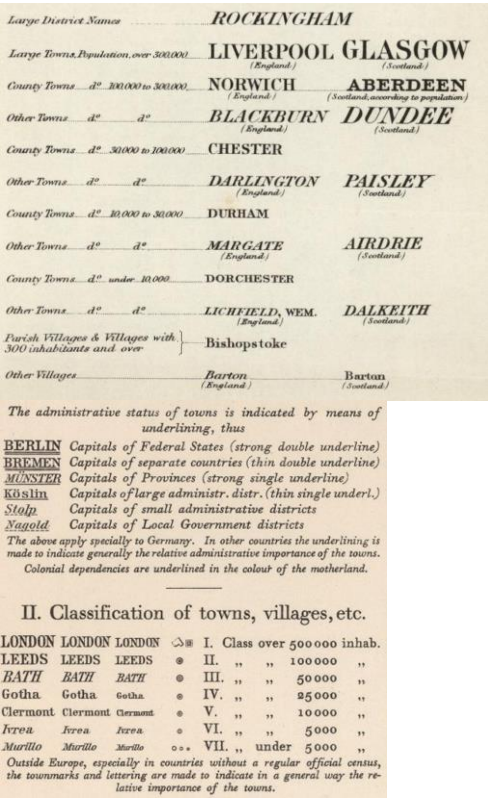 Large District Names ROCKINGHAM
Large Towns, Population, over 300,000 LIVERPOOL GLASGOW
(England) (Scotland)
County Towns dº 100,000 to 300,000 NORWICH ABERDEEN
(England) (Scotland, according to population)
Other Towns dº dº BLACKBURN DUNDEE
(England) (Scotland)
County Towns dº 30,000 to 100,000 CHESTER
Other Towns dº dº DARLINGTON PAISLEY
(England) (Scotland)
County Towns dº 10,000 to 30,000 DURHAM
Other Towns dº dº MARGATE AIRDRIE
(England) (Scotland)
County Towns dº under 10,000 DORCHESTER
Other Towns dº dº LICHFIELD, WEM. DALKEITH
(England) (Scotland)
Parish Villages & Villages with
300 inhabitants and over } Bishopstoke
Other Villages Barton Barton
(England) (Scotland)
The administrative status of towns is indicated by means of
underlining, thus
BERLIN Capitals of Federal States (strong double underline)
BREMEN Capitals of separate countries (thin double underline)
MÜNSTER Capitals of Provinces (strong single underline)
Köslin Capitals of large administr. distr. (thin single underl.)
Stolp Capitals of small administrative districts
Nagold Capitals of Local Government districts
The above apply specially to Germany. In other countries the underlining is
made to indicate generally the relative administrative importance of the towns.
Colonial dependencies are underlined in the colour of the motherland.
II. Classification of towns, villages, etc.
LONDON LONDON LONDON I. Class over 500000 inhab.
LEEDS LEEDS LEEDS II. „ „ 100000 „
BATH BATH BATH III. „ „ 50000 „
Gotha Gotha Gotha IV. „ „ 25000 „
Clermont Clermont Clermont V. „ „ 10000 „
Ivrea Ivrea Ivrea VI. „ „ 5000 „
Murillo Murillo Murillo VII. „ under 5000 „
Outside Europe, especially in countries without a regular official census,
the townmarks and lettering are made to indicate in a general way the re-
lative importance of the towns.